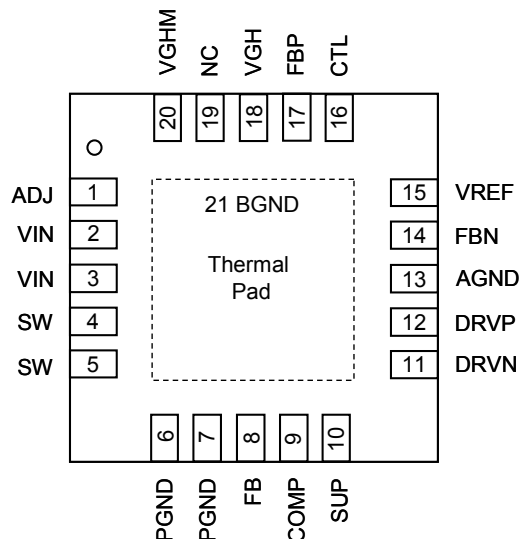 VGHM NC VGH FBP CTL
20 19 18 17 16
ADJ 1
VIN 2
VIN 3
SW 4
SW 5
21 BGND
Thermal
Pad
15 VREF
14 FBN
13 AGND
12 DRVP
11 DRVN
6 7 8 9 10
PGND PGND FB COMP SUP